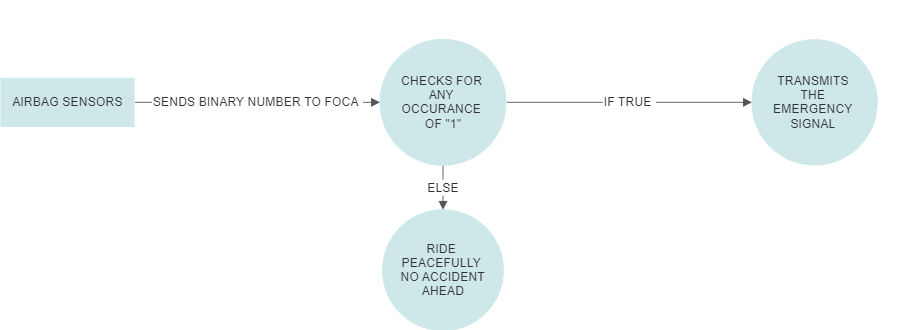 AIRBAG SENSORS
SENDS BINARY NUMBER TO FOCA
CHECKS FOR
ANY
OCCURANCE
OF "1"
IF TRUE
TRANSMITS
THE
EMERGENCY
SIGNAL
ELSE
RIDE
PEACEFULLY
NO ACCIDENT
AHEAD